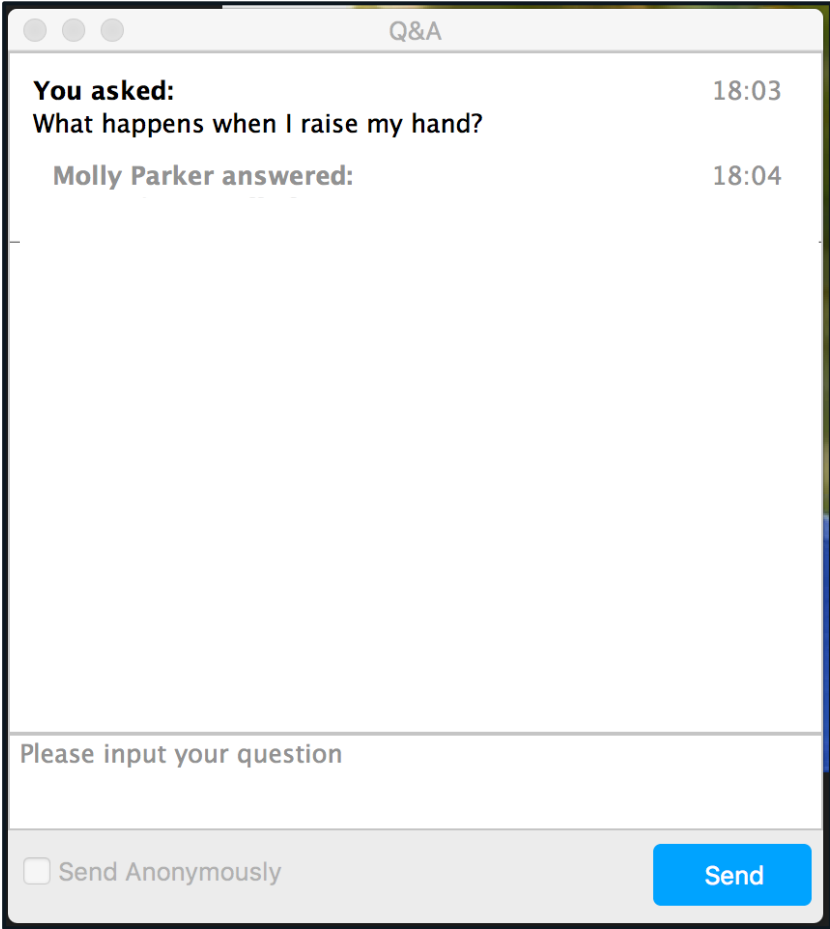 Q&A
You asked: 18:03
What happens when I raise my hand?
Molly Parker answered: 18:04
Please input your question
Send Anonymously
Send